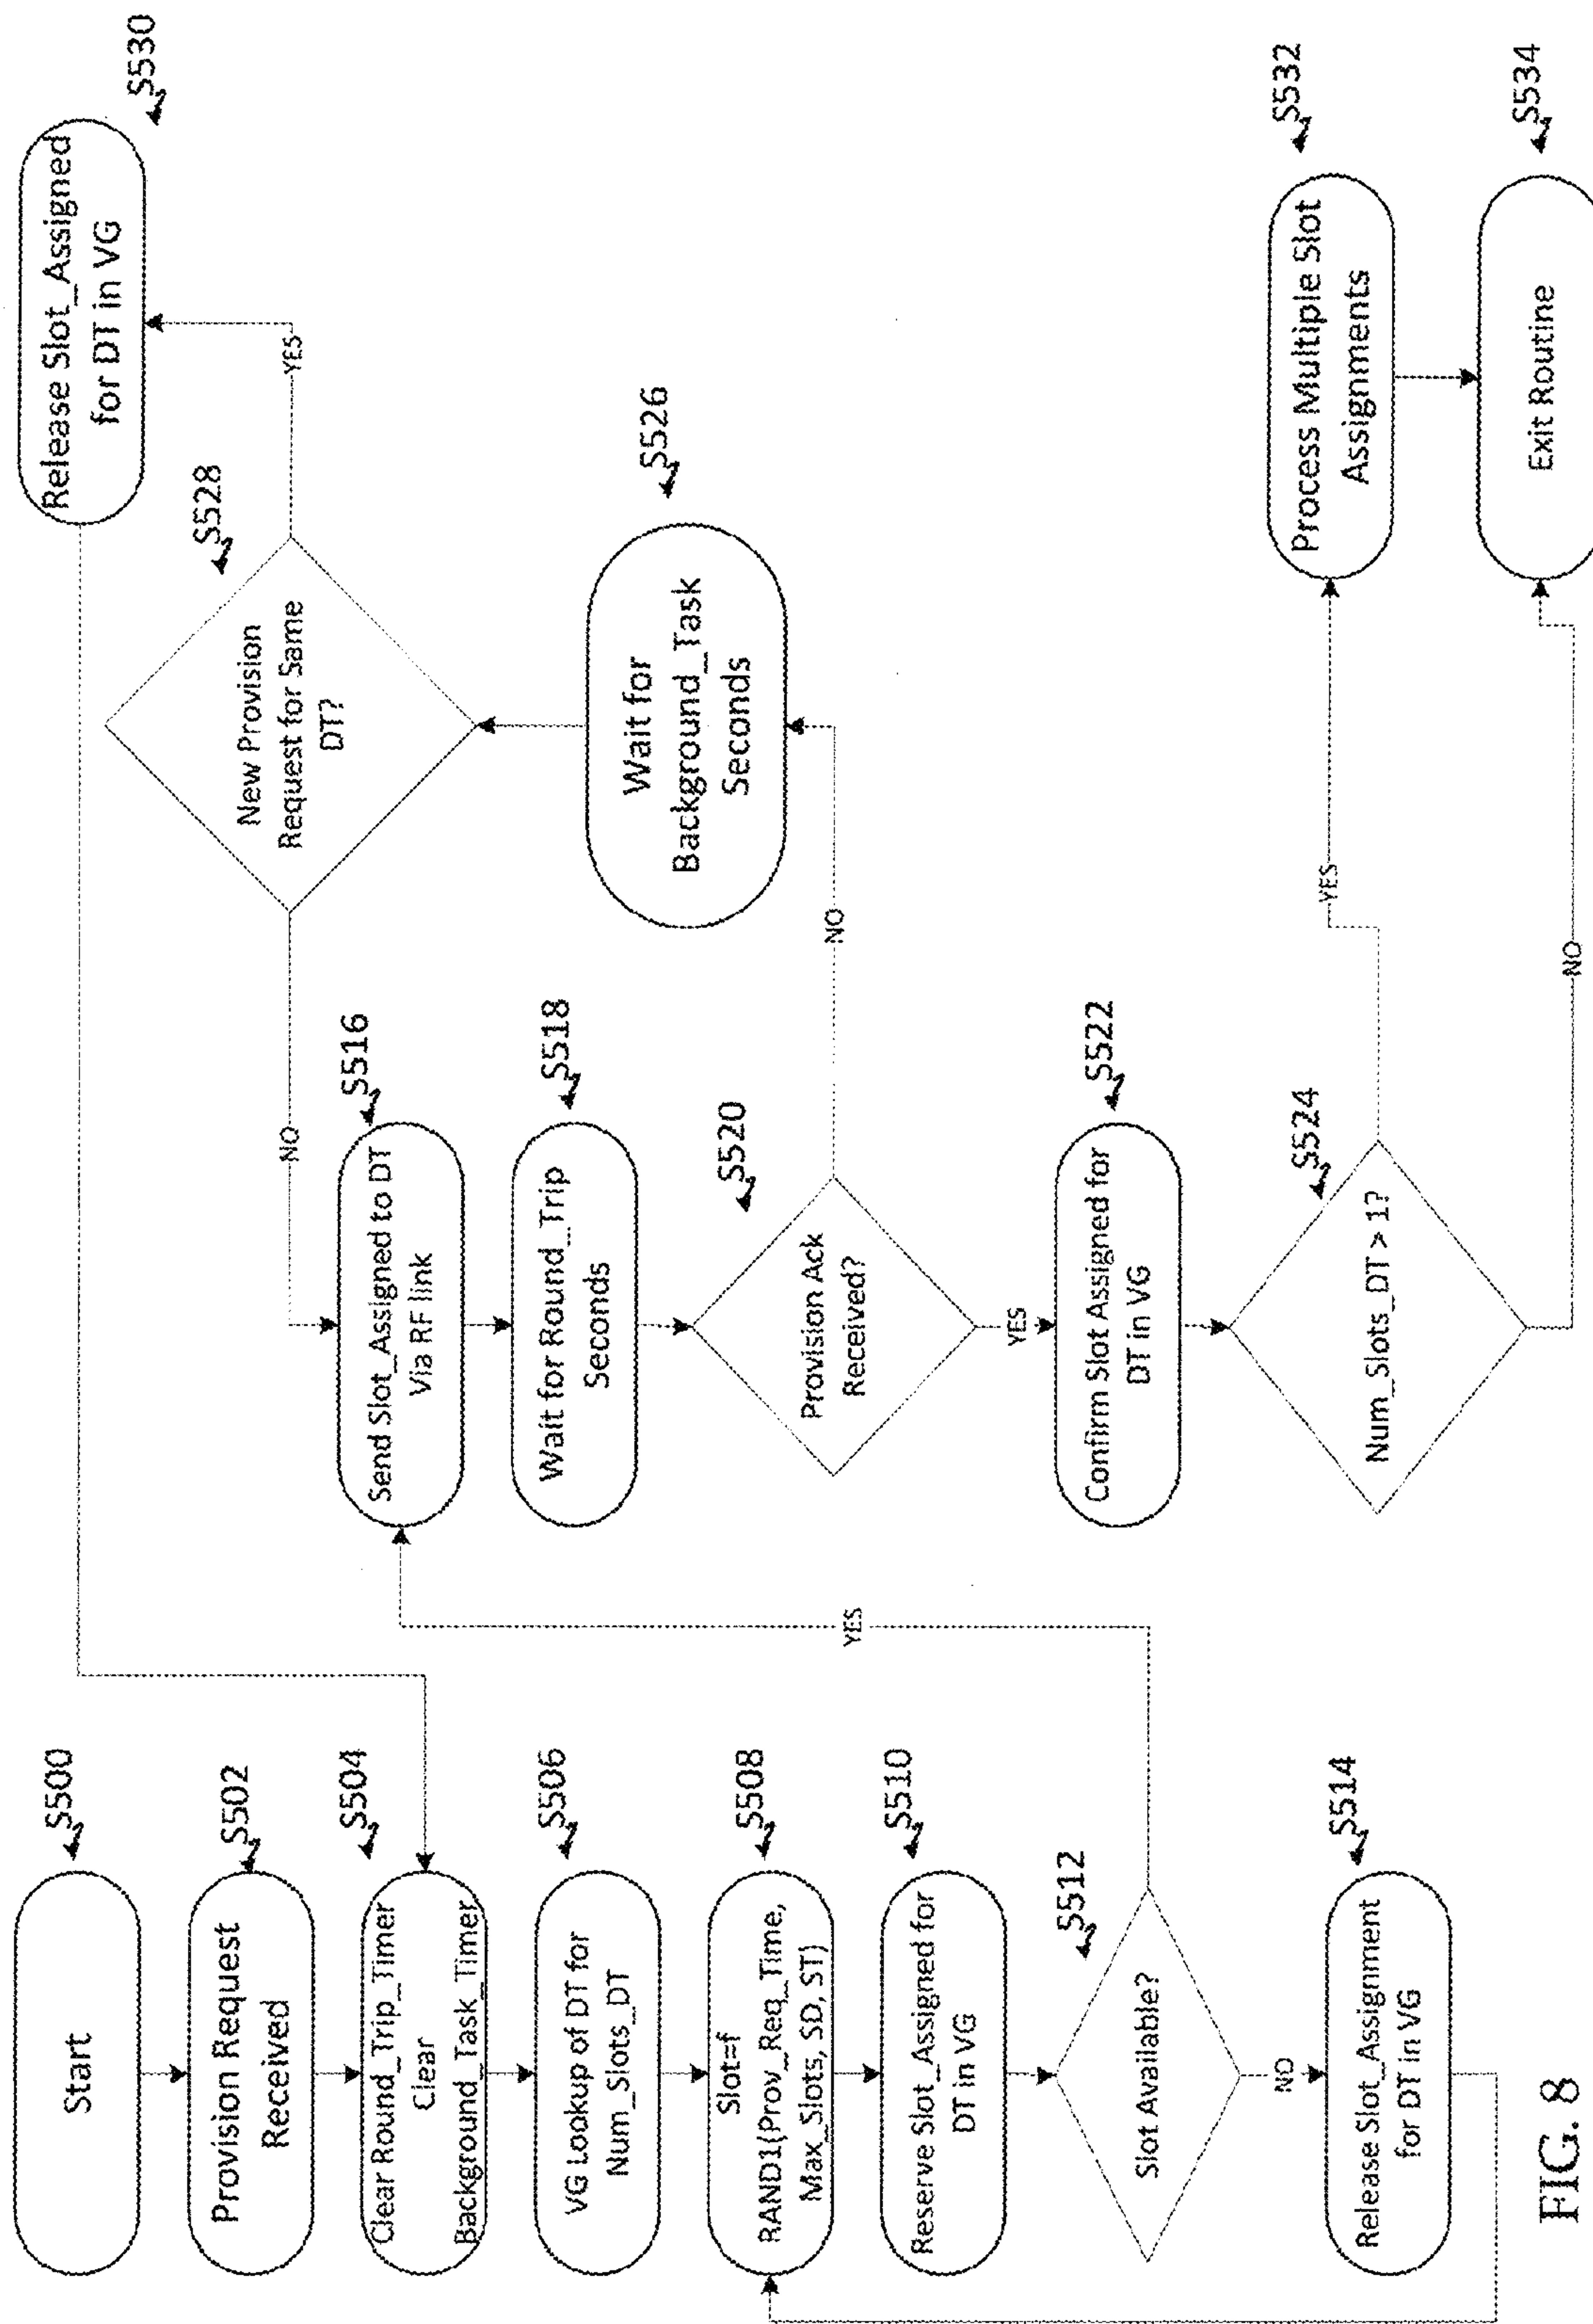 Start
S500
Provision Request
Received
S502
Clear Round_Trip_Timer
Clear
Background_Task_Timer
S504
VG Lookup of DT for
Num_Slots_DT
S506
Slot=f
RAND1(Prov_Req_Time,
Max_Slots, SD, ST)
S508
Reserve Slot_Assigned for
DT in VG
S510
Slot Available?
S512
YES
NO
Release Slot_Assignment
for DT in VG
S514
Send Slot_Assigned to DT
Via RF link
S516
Wait for Round_Trip
Seconds
S518
Provision Ack
Received?
S520
NO
YES
Confirm Slot Assigned for
DT in VG
S522
Num_Slots_DT > 1?
S524
YES
NO
Wait for
Background_Task
Seconds
S526
New Provision
Request for Same
DT?
S528
NO
YES
Release Slot_Assigned
for DT in VG
S530
Process Multiple Slot
Assignments
S532
Exit Routine
S534
FIG. 8